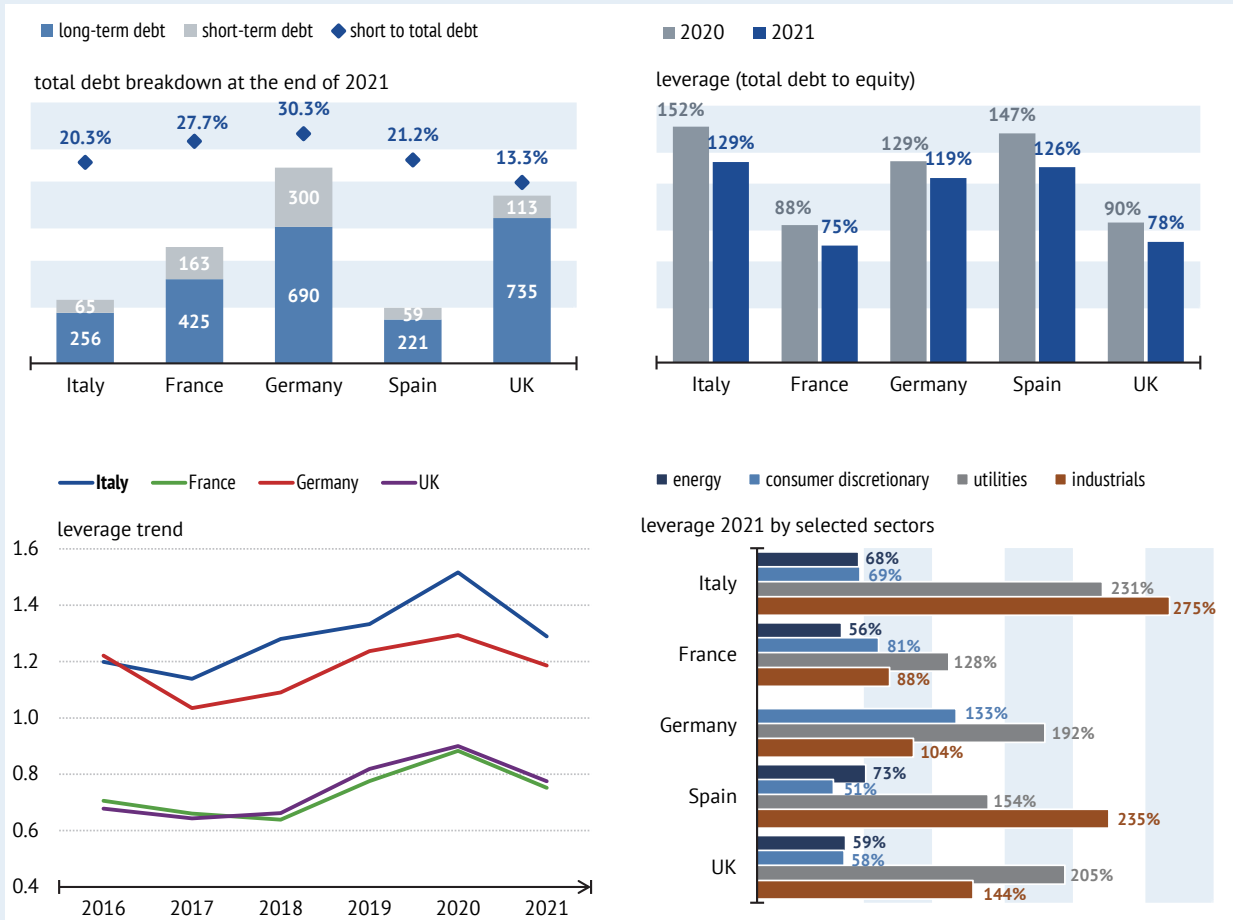 long-term debt short-term debt short to total debt
total debt breakdown at the end of 2021
20.3% 27.7% 30.3% 21.2% 13.3%
65 163 300 59 113
256 425 690 221 735
Italy France Germany Spain UK
2020 2021
leverage (total debt to equity)
152% 129% 88% 75% 129% 119% 147% 126% 90% 78%
Italy France Germany Spain UK
Italy France Germany UK
leverage trend
1.6
1.4
1.2
1.0
0.8
0.6
0.4
2016 2017 2018 2019 2020 2021
energy consumer discretionary utilities industrials
leverage 2021 by selected sectors
68%
Italy 69%
231%
275%
56%
France 81%
128%
88%
Germany 133%
192%
104%
73%
Spain 51%
154%
235%
59%
UK 58%
205%
144%